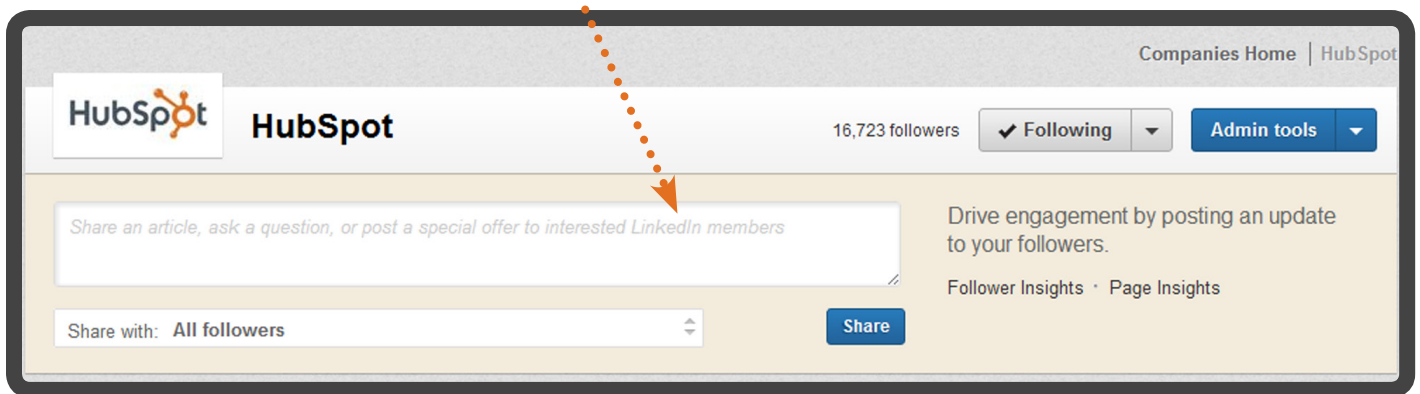 Companies Home | HubSpot
HubSpot
HubSpot
16,723 followers
Following
Admin tools
Share an article, ask a question, or post a special offer to interested LinkedIn members
Drive engagement by posting an update
to your followers.
Follower Insights · Page Insights
Share with: All followers
Share